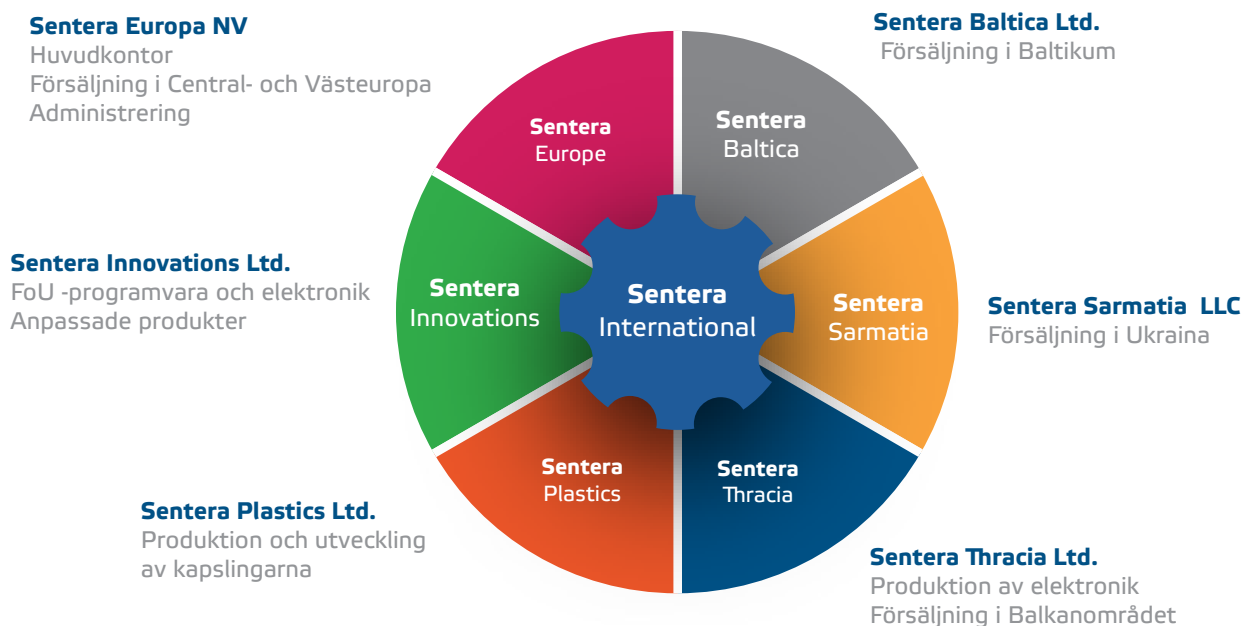 Sentera Europa NV
Huvudkontor
Försäljning i Central- och Västeuropa
Administrering
Sentera Baltica Ltd.
Försäljning i Baltikum
Sentera
Europe
Sentera
Baltica
Sentera Innovations Ltd.
FoU -programvara och elektronik
Anpassade produkter
Sentera
Innovations
Sentera
International
Sentera
Sarmatia
Sentera Sarmatia LLC
Försäljning i Ukraina
Sentera
Plastics
Sentera
Thracia
Sentera Plastics Ltd.
Produktion och utveckling
av kapslingarna
Sentera Thracia Ltd.
Produktion av elektronik
Försäljning i Balkanområdet